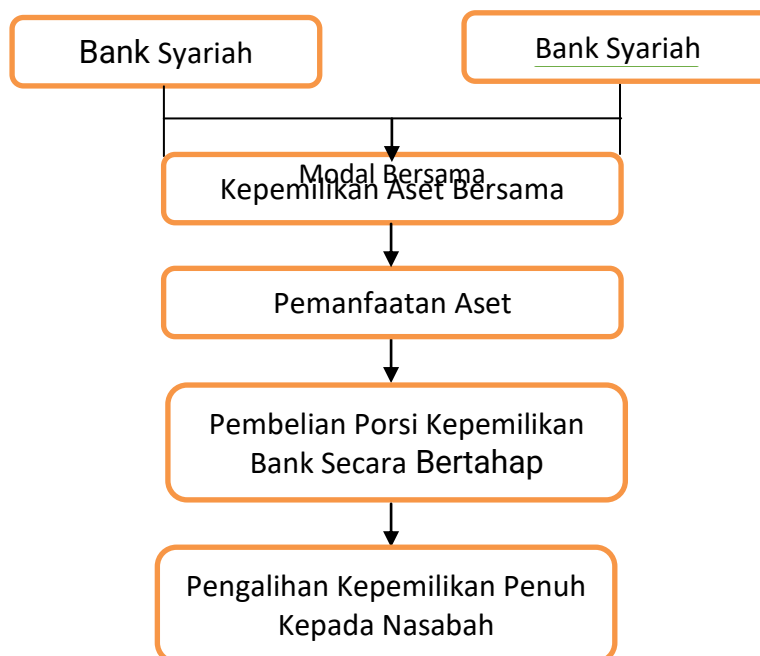 Bank Syariah
Bank Syariah
Modal Bersama
Kepemilikan Aset Bersama
Pemanfaatan Aset
Pembelian Porsi Kepemilikan
Bank Secara Bertahap
Pengalihan Kepemilikan Penuh
Kepada Nasabah